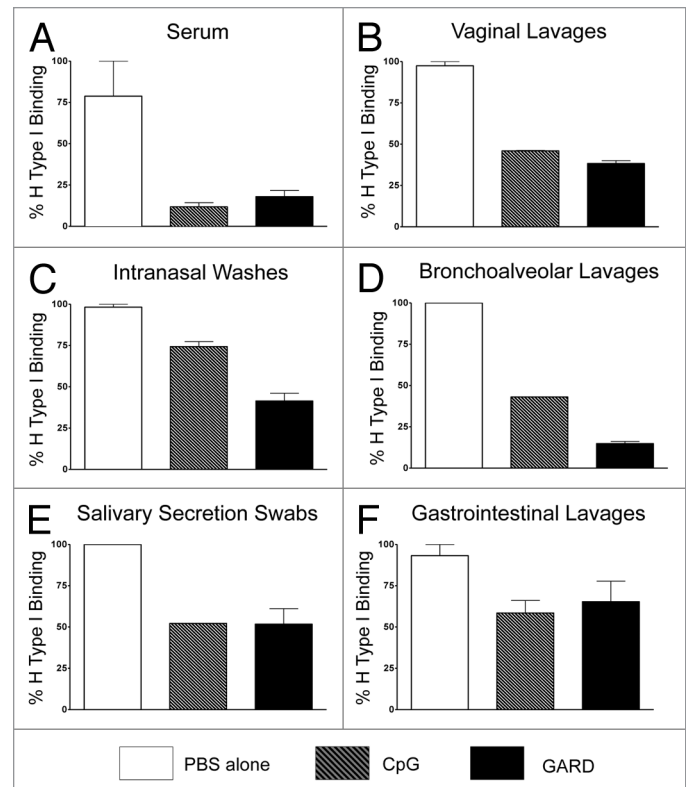 A
Serum
% H Type I Binding
100
75
50
25
0
B
Vaginal Lavages
% H Type I Binding
100
75
50
25
0
C
Intranasal Washes
% H Type I Binding
100
75
50
25
0
D
Bronchoalveolar Lavages
% H Type I Binding
100
75
50
25
0
E
Salivary Secretion Swabs
% H Type I Binding
100
75
50
25
0
F
Gastrointestinal Lavages
% H Type I Binding
100
75
50
25
0
PBS alone
CpG
GARD